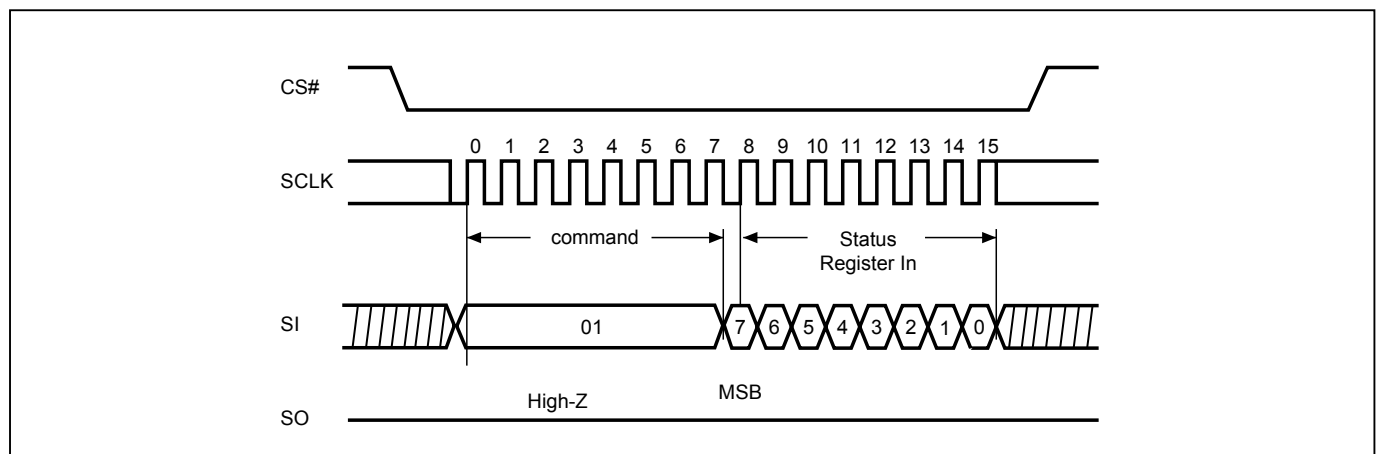 CS#
0 1 2 3 4 5 6 7 8 9 10 11 12 13 14 15
SCLK
command
Status
Register In
SI
01
7 6 5 4 3 2 1 0
High-Z
MSB
SO